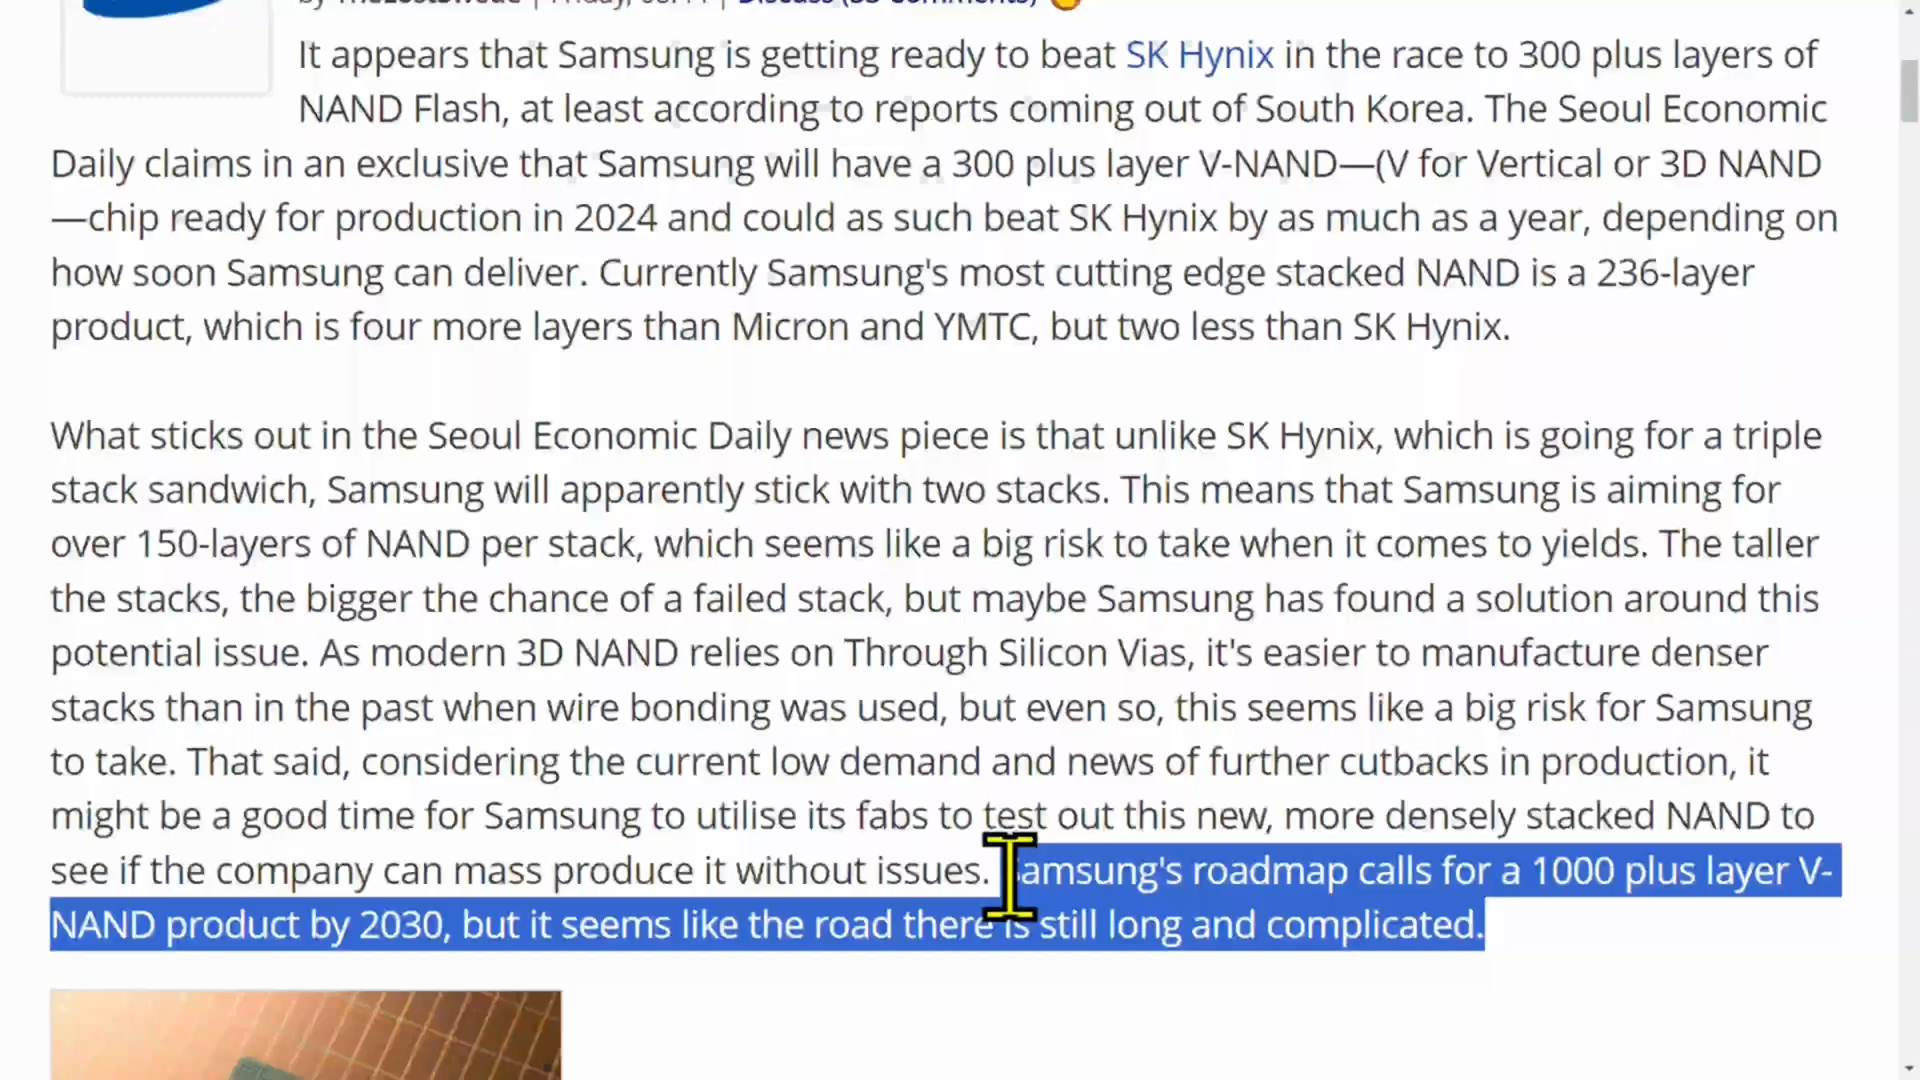 It appears that Samsung is getting ready to beat SK Hynix in the race to 300 plus layers of
NAND Flash, at least according to reports coming out of South Korea. The Seoul Economic
Daily claims in an exclusive that Samsung will have a 300 plus layer V-NAND—(V for Vertical or 3D NAND
—chip ready for production in 2024 and could as such beat SK Hynix by as much as a year, depending on
how soon Samsung can deliver. Currently Samsung's most cutting edge stacked NAND is a 236-layer
product, which is four more layers than Micron and YMTC, but two less than SK Hynix.
What sticks out in the Seoul Economic Daily news piece is that unlike SK Hynix, which is going for a triple
stack sandwich, Samsung will apparently stick with two stacks. This means that Samsung is aiming for
over 150-layers of NAND per stack, which seems like a big risk to take when it comes to yields. The taller
the stacks, the bigger the chance of a failed stack, but maybe Samsung has found a solution around this
potential issue. As modern 3D NAND relies on Through Silicon Vias, it's easier to manufacture denser
stacks than in the past when wire bonding was used, but even so, this seems like a big risk for Samsung
to take. That said, considering the current low demand and news of further cutbacks in production, it
might be a good time for Samsung to utilise its fabs to test out this new, more densely stacked NAND to
see if the company can mass produce it without issues. Samsung's roadmap calls for a 1000 plus layer V-
NAND product by 2030, but it seems like the road there is still long and complicated.